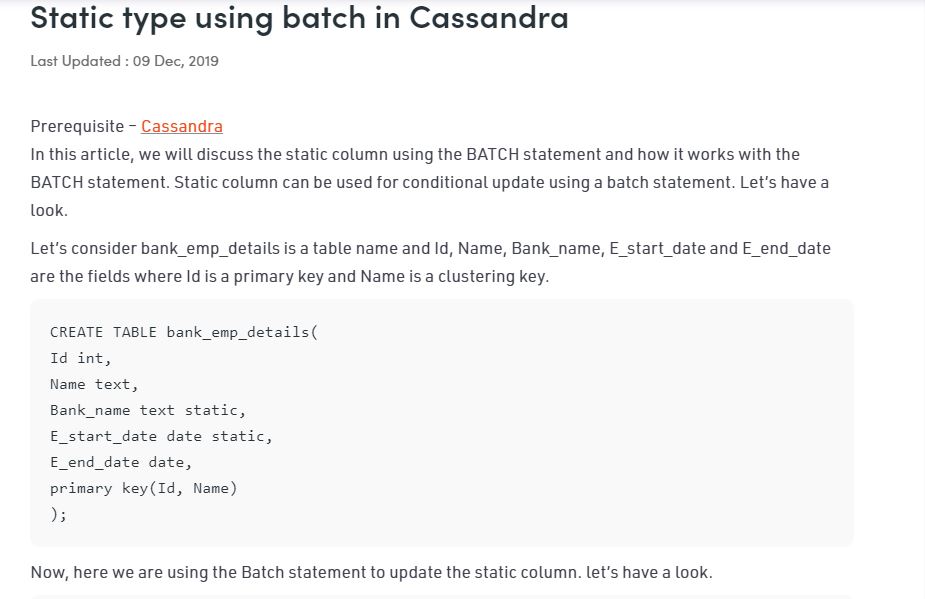 Static type using batch in Cassandra
Last Updated : 09 Dec, 2019
Prerequisite – Cassandra
In this article, we will discuss the static column using the BATCH statement and how it works with the
BATCH statement. Static column can be used for conditional update using a batch statement. Let's have a
look.
Let's consider bank_emp_details is a table name and Id, Name, Bank_name, E_start_date and E_end_date
are the fields where Id is a primary key and Name is a clustering key.
CREATE TABLE bank_emp_details(
Id int,
Name text,
Bank_name text static,
E_start_date date static,
E_end_date date,
primary key(Id, Name)
);
Now, here we are using the Batch statement to update the static column. let's have a look.